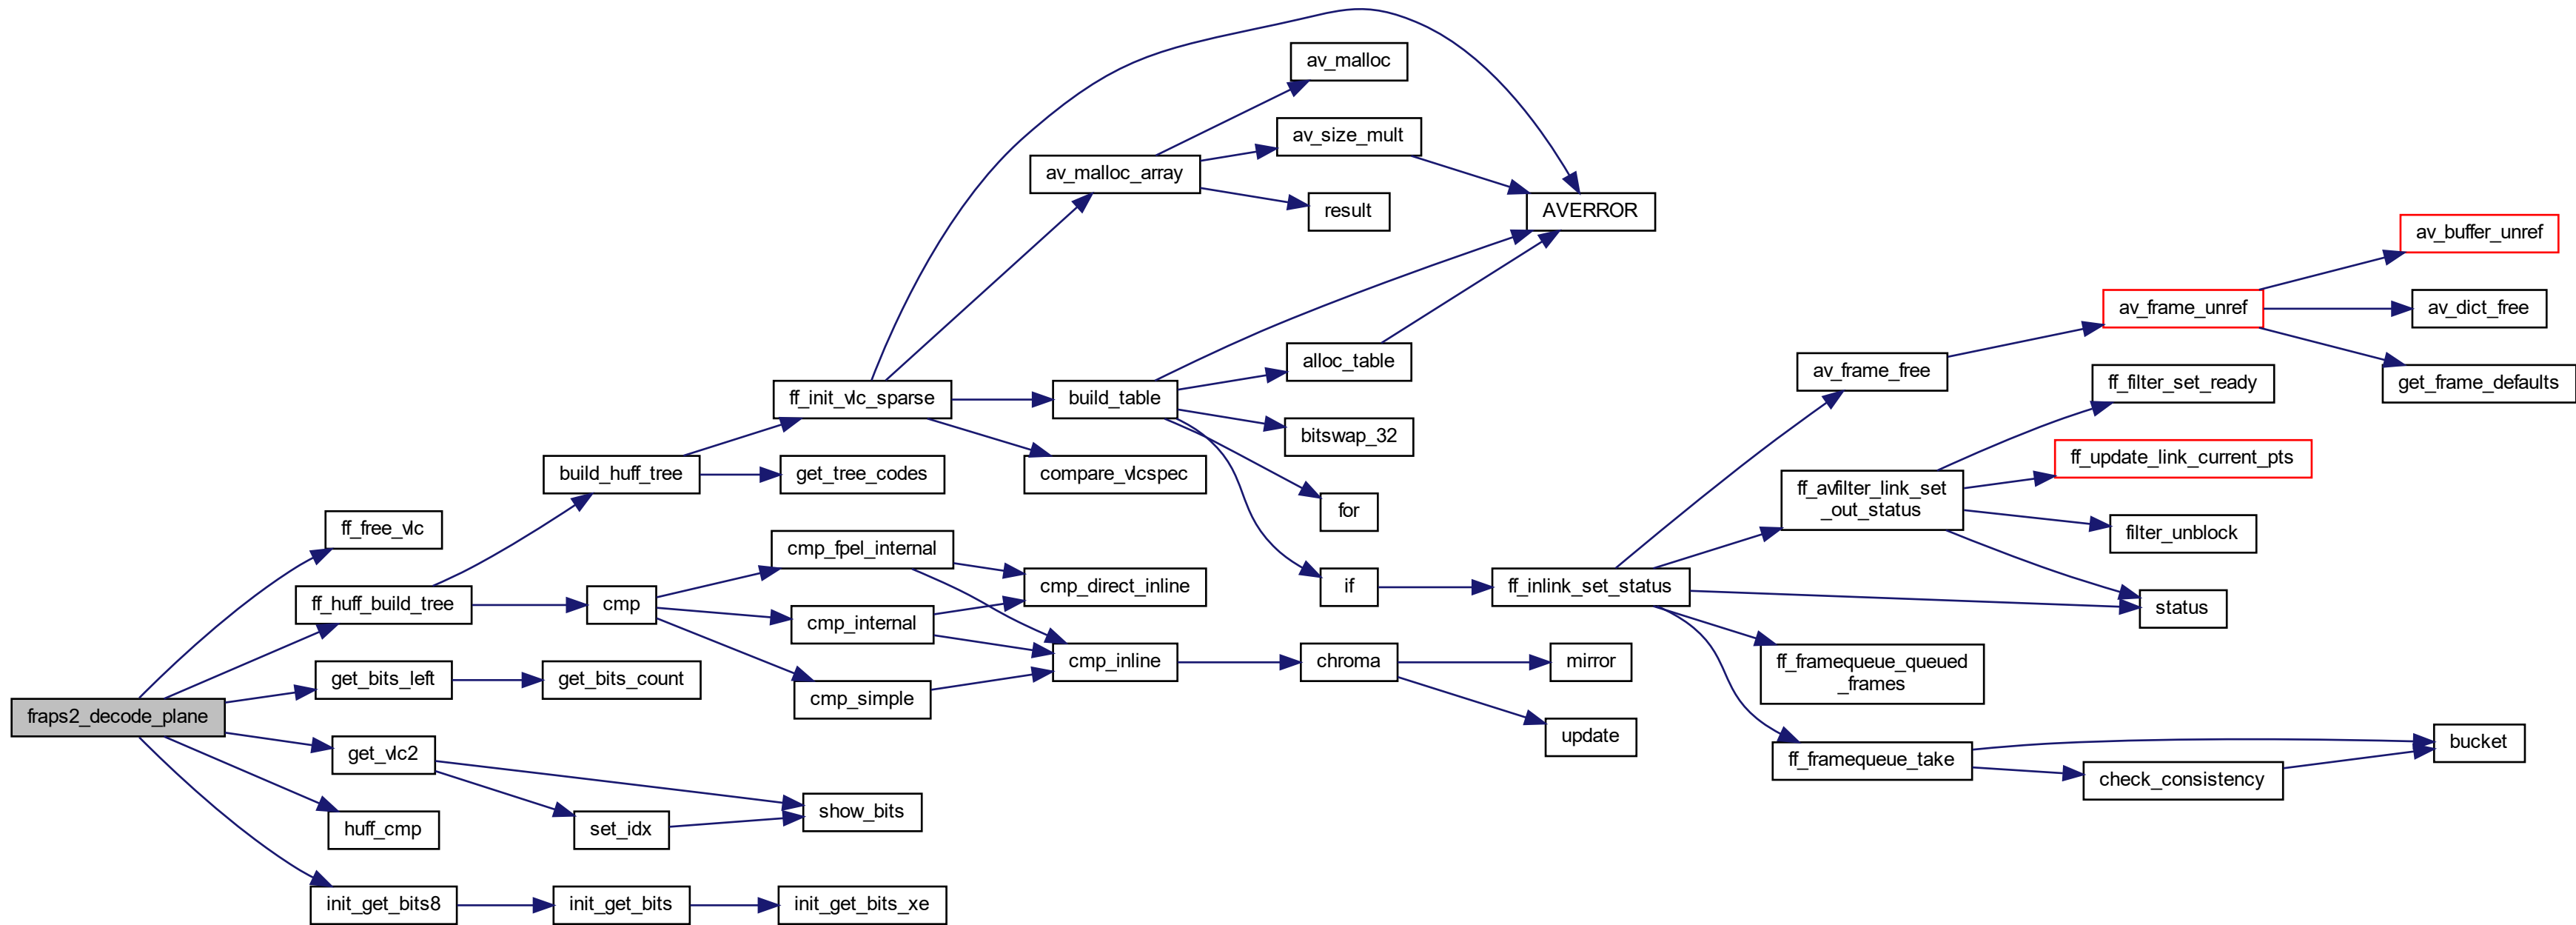 av_malloc
av_size_mult
av_malloc_array
result
AVERROR
av_buffer_unref
av_frame_unref
av_dict_free
alloc_table
av_frame_free
ff_filter_set_ready
get_frame_defaults
ff_init_vlc_sparse
build_table
bitswap_32
ff_update_link_current_pts
build_huff_tree
get_tree_codes
compare_vlcspec
ff_avfilter_link_set
_out_status
for
ff_free_vlc
filter_unblock
cmp_fpel_internal
cmp_direct_inline
if
ff_inlink_set_status
ff_huff_build_tree
cmp
status
cmp_internal
cmp_inline
chroma
mirror
ff_framequeue_queued
_frames
get_bits_left
get_bits_count
cmp_simple
fraps2_decode_plane
update
bucket
get_vlc2
ff_framequeue_take
check_consistency
show_bits
huff_cmp
set_idx
init_get_bits8
init_get_bits
init_get_bits_xe